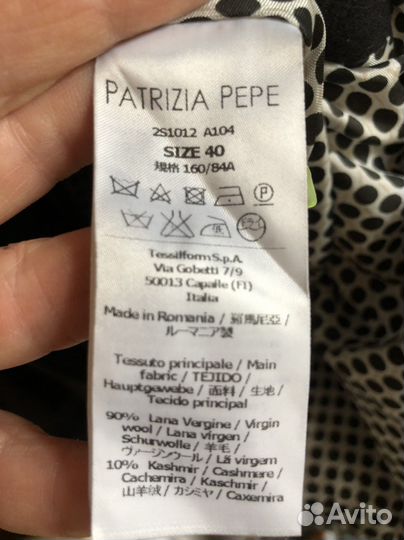 PATRIZIA PEPE
2S1012 A104
SIZE 40
規格 160/84A
P
Tessilform S.p.A.
Via Gobetti 7/9
50013 Capalle (FI)
Italia
Made in Romania / 羅馬尼亞 /
ルーマニア製
Tessuto principale / Main
fabric / TEJIDO /
Hauptgewebe / 面料 / 生地 /
Tecido principal
90% Lana Vergine / Virgin
wool / Lana virgen /
Schurwolle / 羊毛 /
ヴァージンウール / Lã virgem
10% Kashmir / Cashmere /
Cachemira / Kaschmir /
山羊绒 / カシミヤ / Caxemira
Avito